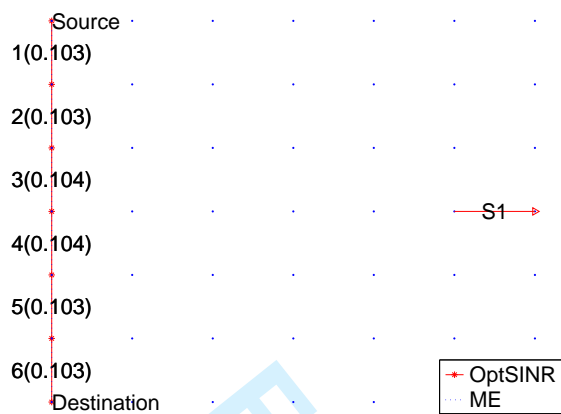 Source
1(0.103)
2(0.103)
3(0.104)
S1
4(0.104)
5(0.103)
6(0.103)
Destination
OptSINR
ME